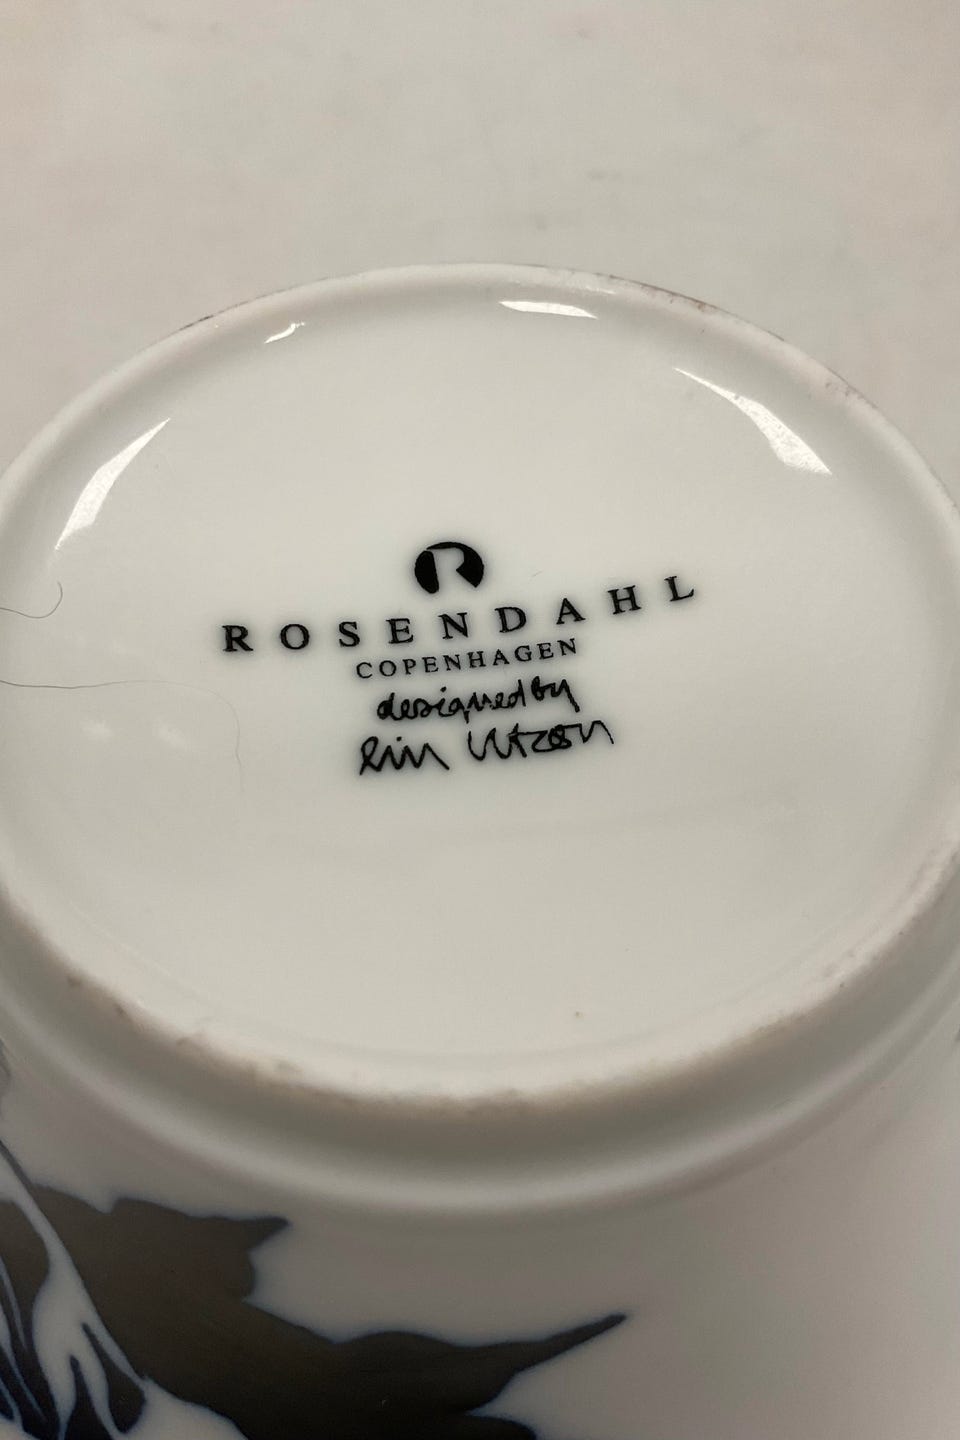 R
ROSENDAHL
COPENHAGEN
designed by
Lin Utzon